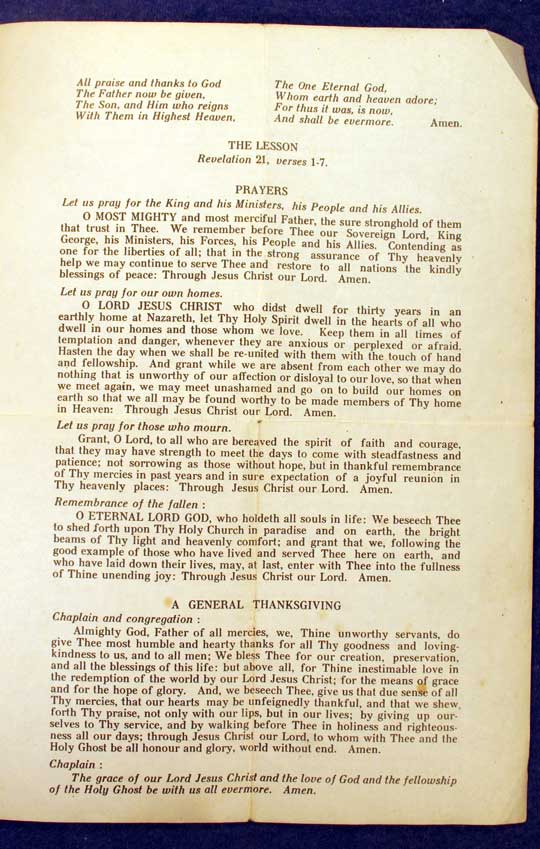 All praise and thanks to God
The Father now be given,
The Son, and Him who reigns
With Them in Highest Heaven,
The One Eternal God,
Whom earth and heaven adore;
For thus it was, is now,
And shall be evermore. Amen.
THE LESSON
Revelation 21, verses 1-7.
PRAYERS
Let us pray for the King and his Ministers, his People and his Allies.
O MOST MIGHTY and most merciful Father, the sure stronghold of them
that trust in Thee. We remember before Thee our Sovereign Lord, King
George, his Ministers, his Forces, his People and his Allies. Contending as
one for the liberties of all; that in the strong assurance of Thy heavenly
help we may continue to serve Thee and restore to all nations the kindly
blessings of peace: Through Jesus Christ our Lord. Amen.
Let us pray for our own homes.
O LORD JESUS CHRIST who didst dwell for thirty years in an
earthly home at Nazareth, let Thy Holy Spirit dwell in the hearts of all who
dwell in our homes and those whom we love. Keep them in all times of
temptation and danger, whenever they are anxious or perplexed or afraid.
Hasten the day when we shall be re-united with them with the touch of hand
and fellowship. And grant while we are absent from each other we may do
nothing that is unworthy of our affection or disloyal to our love, so that when
we meet again, we may meet unashamed and go on to build our homes on
earth so that we all may be found worthy to be made members of Thy home
in Heaven: Through Jesus Christ our Lord. Amen.
Let us pray for those who mourn.
Grant, O Lord, to all who are bereaved the spirit of faith and courage,
that they may have strength to meet the days to come with steadfastness and
patience; not sorrowing as those without hope, but in thankful remembrance
of Thy mercies in past years and in sure expectation of a joyful reunion in
Thy heavenly places: Through Jesus Christ our Lord. Amen.
Remembrance of the fallen :
O ETERNAL LORD GOD, who holdeth all souls in life: We beseech Thee
to shed forth upon Thy Holy Church in paradise and on earth, the bright
beams of Thy light and heavenly comfort; and grant that we, following the
good example of those who have lived and served Thee here on earth, and
who have laid down their lives, may, at last, enter with Thee into the fullness
of Thine unending joy: Through Jesus Christ our Lord. Amen.
A GENERAL THANKSGIVING
Chaplain and congregation :
Almighty God, Father of all mercies, we, Thine unworthy servants, do
give Thee most humble and hearty thanks for all Thy goodness and loving-
kindness to us, and to all men; We bless Thee for our creation, preservation,
and all the blessings of this life: but above all, for Thine inestimable love in
the redemption of the world by our Lord Jesus Christ; for the means of grace
and for the hope of glory. And, we beseech Thee, give us that due sense of all
Thy mercies, that our hearts may be unfeignedly thankful, and that we shew
forth Thy praise, not only with our lips, but in our lives; by giving up our-
selves to Thy service, and by walking before Thee in holiness and righteous-
ness all our days; through Jesus Christ our Lord, to whom with Thee and the
Holy Ghost be all honour and glory, world without end. Amen.
Chaplain :
The grace of our Lord Jesus Christ and the love of God and the fellowship
of the Holy Ghost be with us all evermore. Amen.